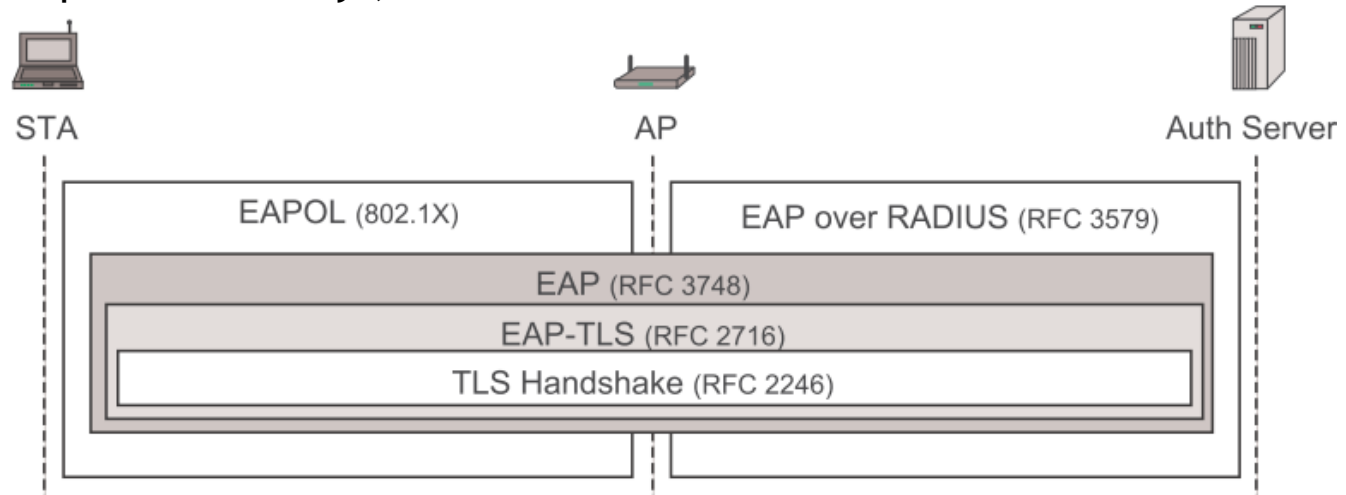 STA
AP
Auth Server
EAPOL (802.1X)
EAP over RADIUS (RFC 3579)
EAP (RFC 3748)
EAP-TLS (RFC 2716)
TLS Handshake (RFC 2246)